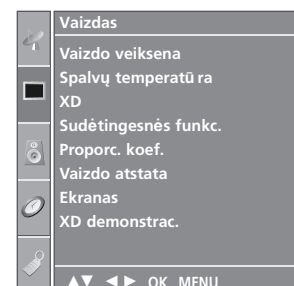 Vaizdas
Vaizdo veiksena
Spalvų temperatū ra
XD
Sudėtingesnės funkc.
Proporc. koef.
Vaizdo atstata
Ekranas
XD demonstrac.
▲▼ ◄► OK MENU